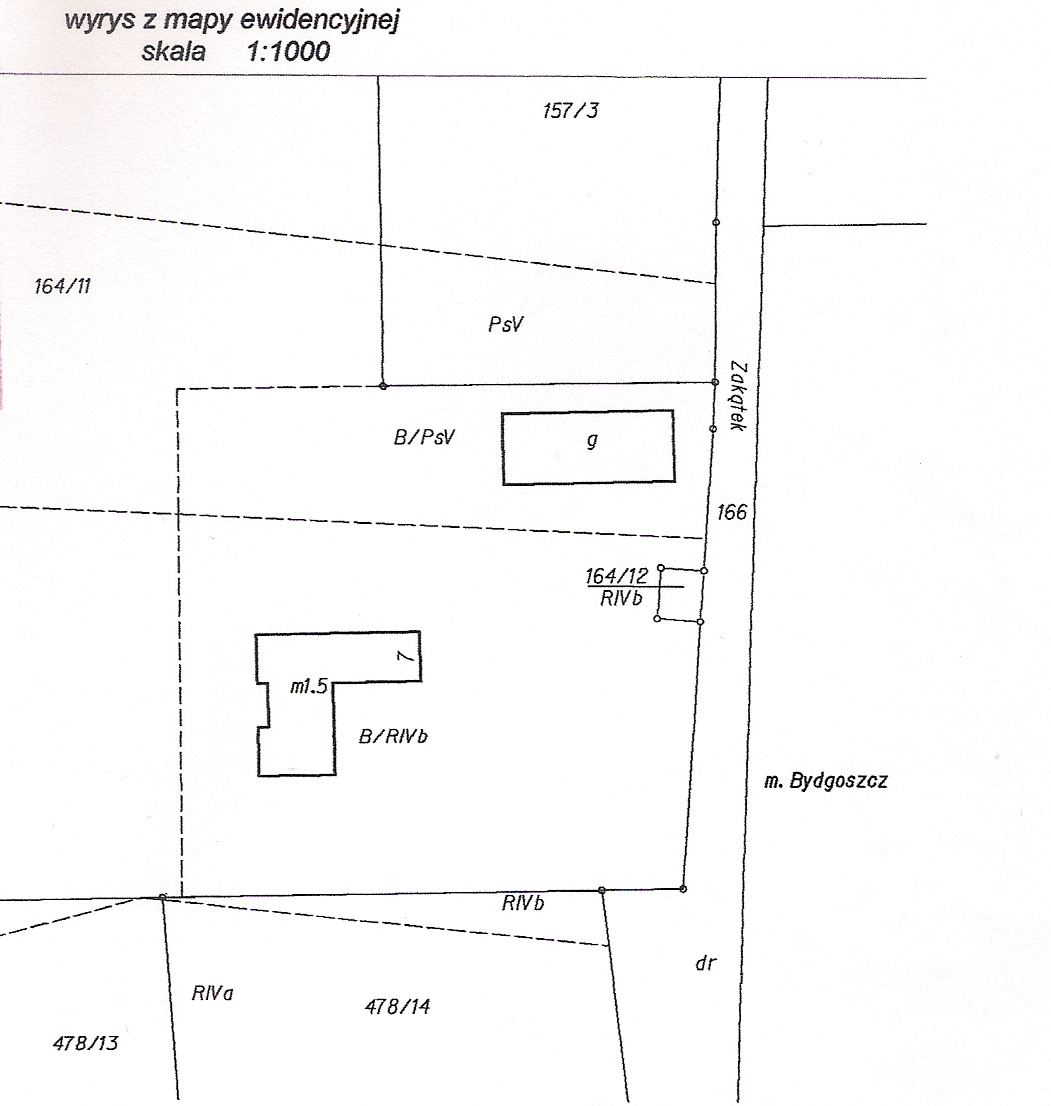 wyrys z mapy ewidencyjnej
skala 1:1000
157/3
164/11
PsV
Zakątek
B/PsV
g
166
164/12
RIVb
7
m1.5
B/RIVb
m. Bydgoszcz
RIVb
dr
RIVa
478/14
478/13